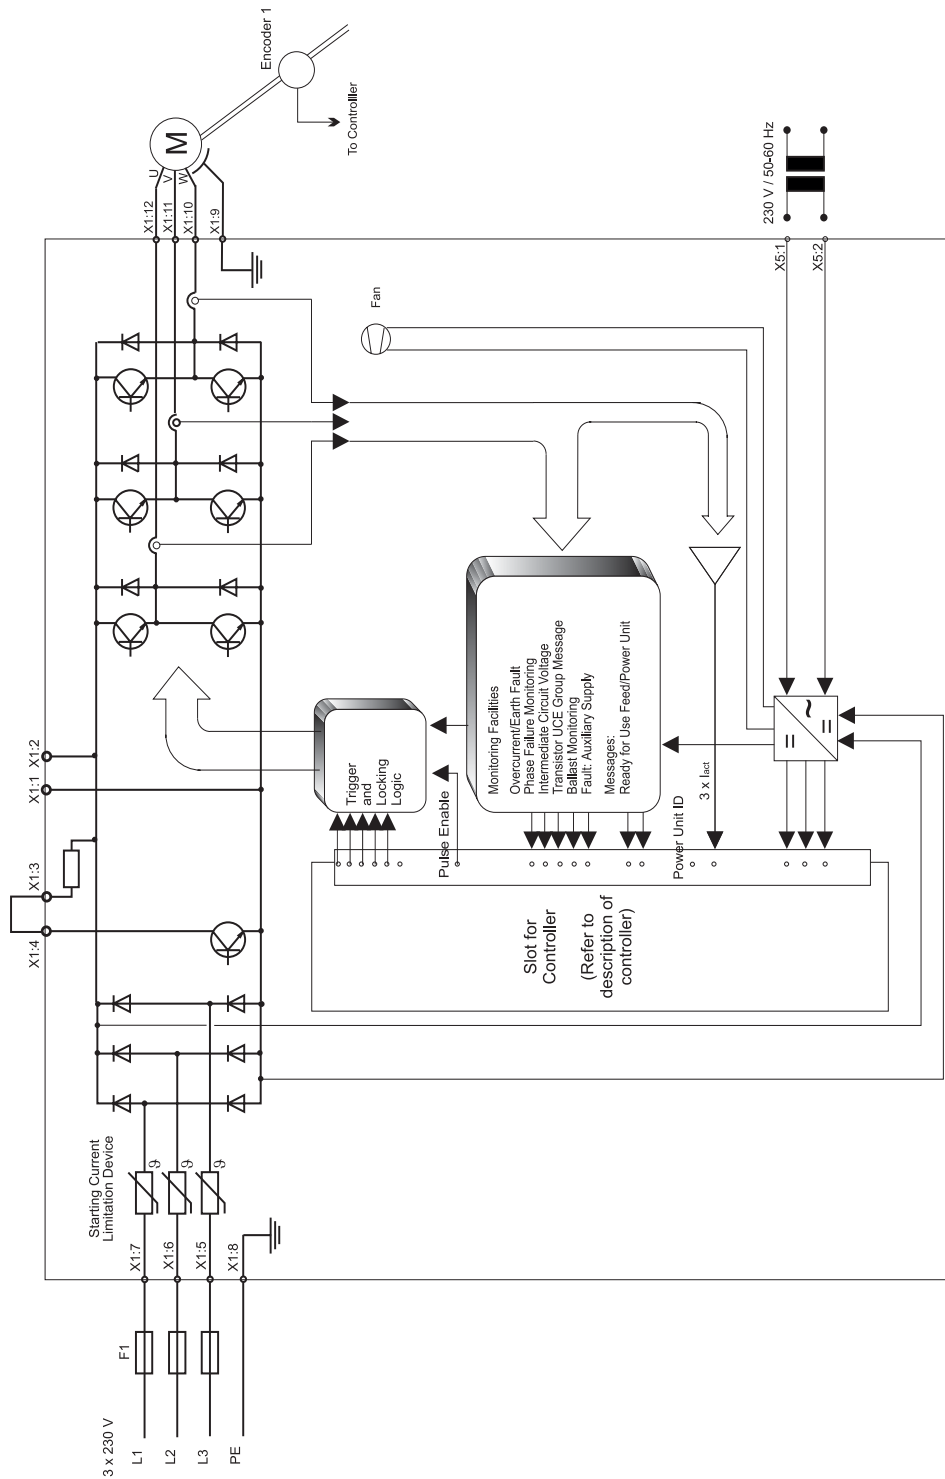 3 x 230 V
L1
L2
L3
PE
F1
X1:7
X1:6
X1:5
X1:8
Starting Current
Limitation Device
ϑ
ϑ
ϑ
X1:4
X1:3
X1:1
X1:2
X1:12
X1:11
X1:10
X1:9
U
V
W
M
Encoder 1
To Controlller
Fan
230 V / 50-60 Hz
X5:1
X5:2
Trigger
and
Locking
Logic
Pulse Enable
Monitoring Facilities
Overcurrent/Earth Fault
Phase Failure Monitoring
Intermediate Circuit Voltage
Transistor UCE Group Message
Ballast Monitoring
Fault: Auxiliary Supply
Messages:
Ready for Use Feed/Power Unit
Power Unit ID
3 x Iact
=
~
=
Slot for
Controller
(Refer to
description of
controller)